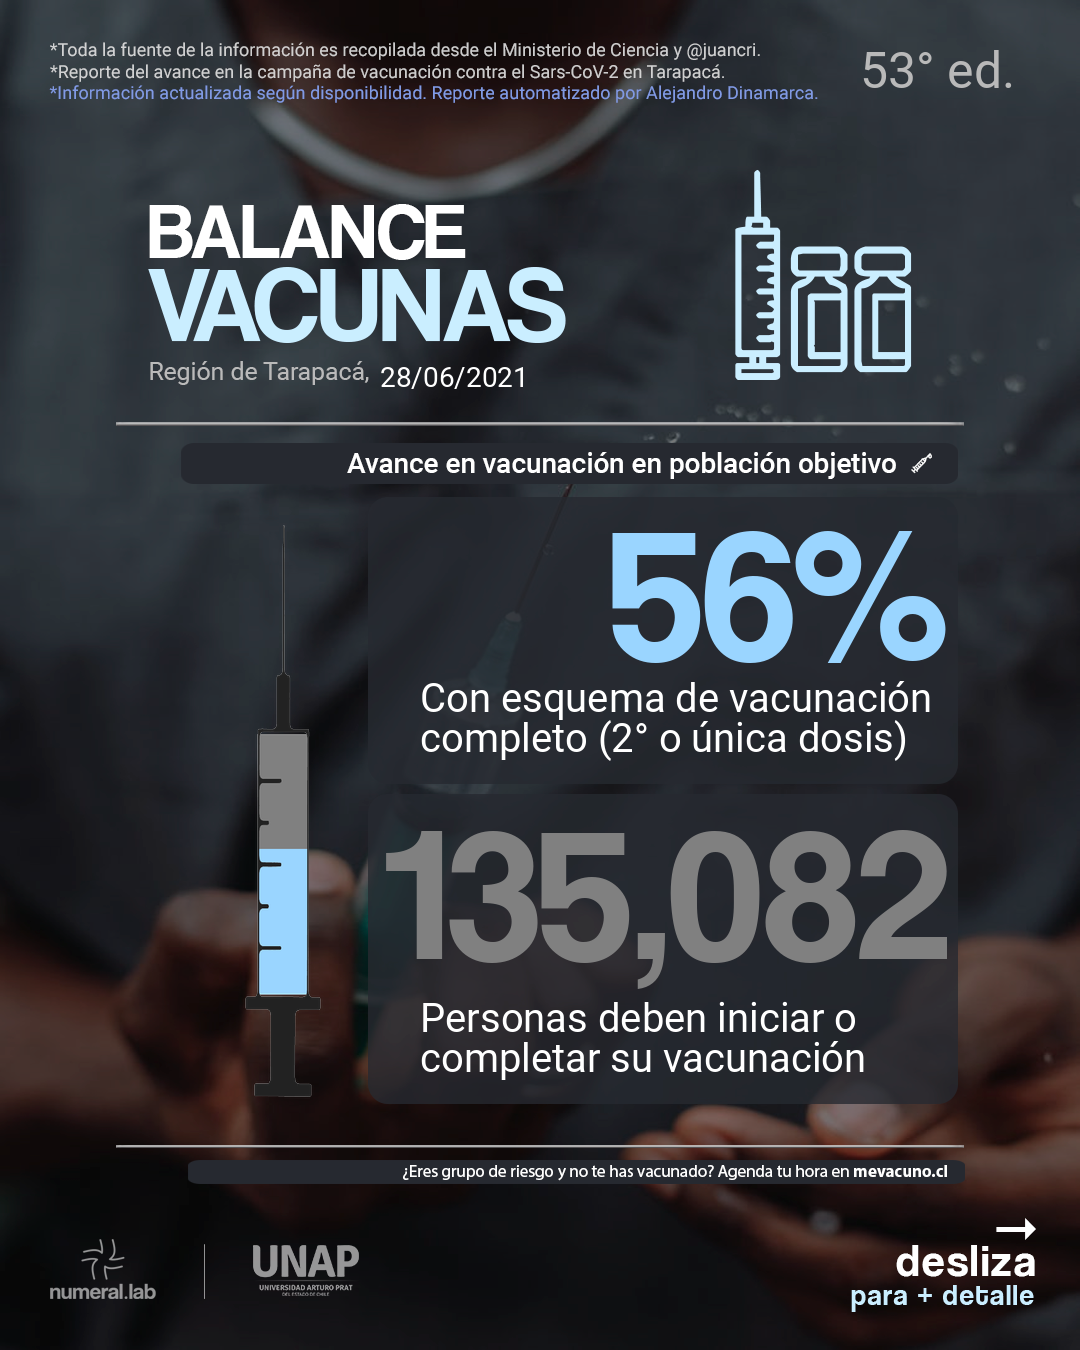 *Toda la fuente de la información es recopilada desde el Ministerio de Ciencia y @juancri.
*Reporte del avance en la campaña de vacunación contra el Sars-CoV-2 en Tarapacá.
*Información actualizada según disponibilidad. Reporte automatizado por Alejandro Dinamarca.
53° ed.
BALANCE
VACUNAS
Región de Tarapacá, 28/06/2021
Avance en vacunación en población objetivo
56%
Con esquema de vacunación
completo (2° o única dosis)
135,082
Personas deben iniciar o
completar su vacunación
¿Eres grupo de riesgo y no te has vacunado? Agenda tu hora en mevacuno.cl
numeral.lab
UNAP
UNIVERSIDAD ARTURO PRAT
DEL ESTADO DE CHILE
desliza
para + detalle